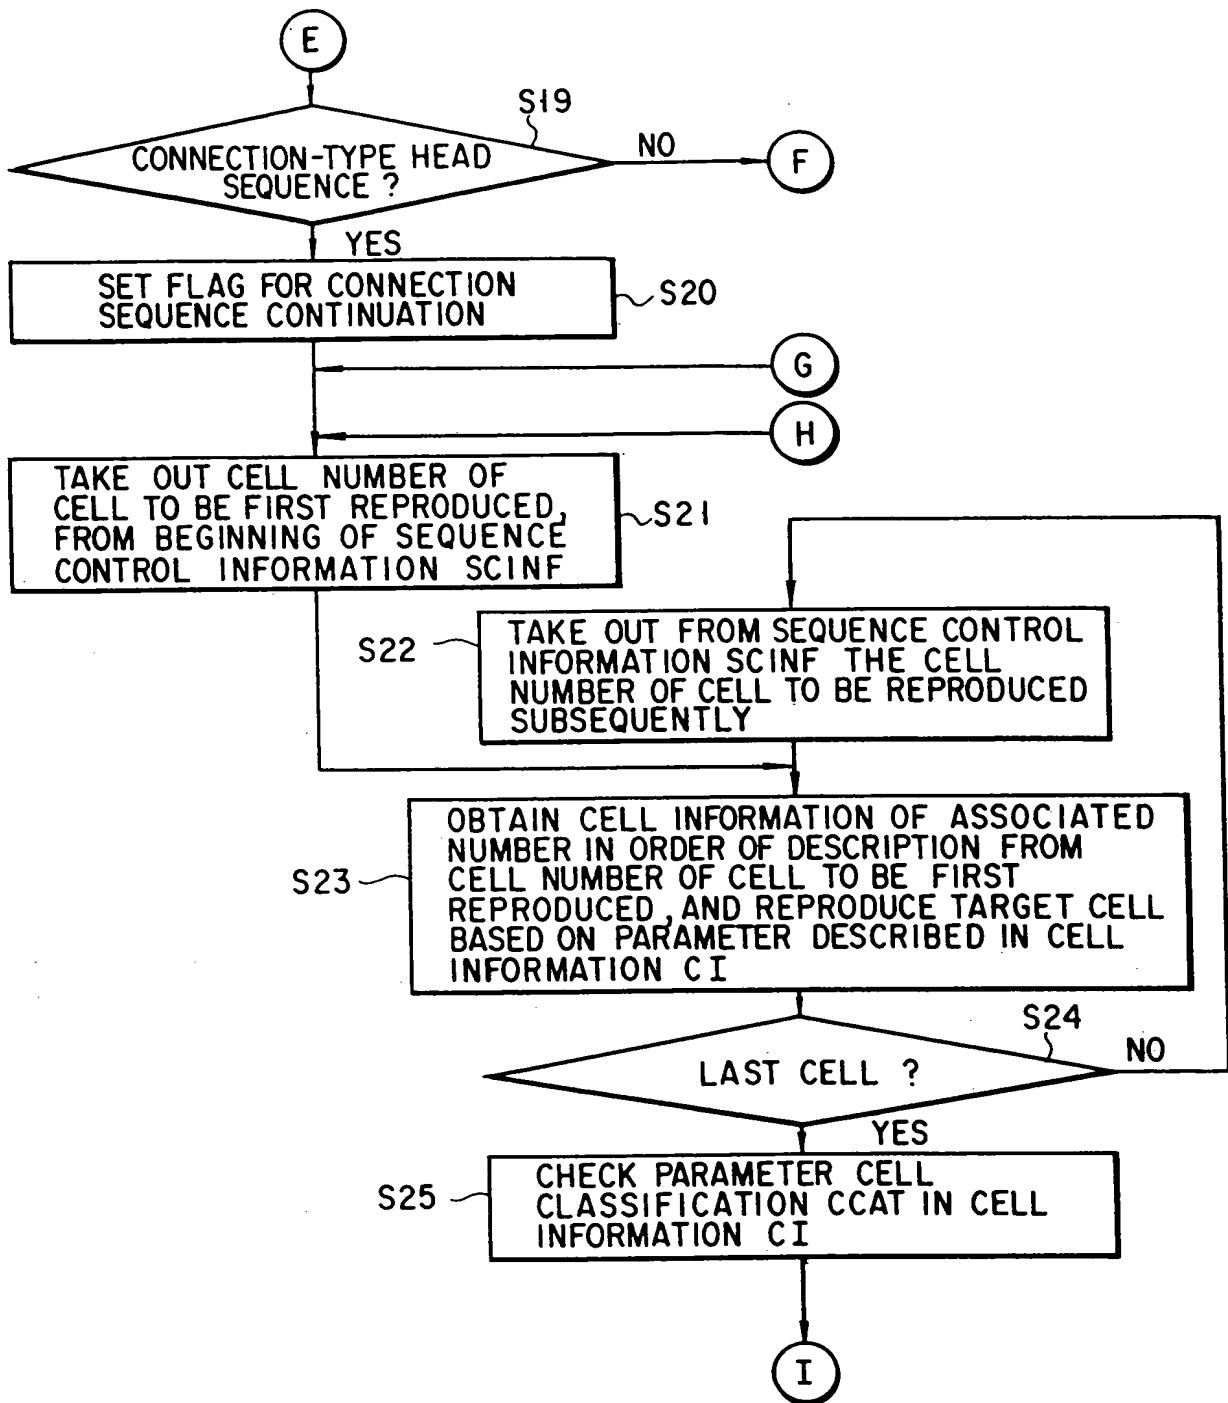 E
S19
CONNECTION-TYPE HEAD
SEQUENCE ?
NO
F
YES
SET FLAG FOR CONNECTION
SEQUENCE CONTINUATION
S20
G
H
TAKE OUT CELL NUMBER OF
CELL TO BE FIRST REPRODUCED,
FROM BEGINNING OF SEQUENCE
CONTROL INFORMATION SCINF
S21
S22
TAKE OUT FROM SEQUENCE CONTROL
INFORMATION SCINF THE CELL
NUMBER OF CELL TO BE REPRODUCED
SUBSEQUENTLY
S23
OBTAIN CELL INFORMATION OF ASSOCIATED
NUMBER IN ORDER OF DESCRIPTION FROM
CELL NUMBER OF CELL TO BE FIRST
REPRODUCED, AND REPRODUCE TARGET CELL
BASED ON PARAMETER DESCRIBED IN CELL
INFORMATION CI
S24
LAST CELL ?
NO
YES
S25
CHECK PARAMETER CELL
CLASSIFICATION CCAT IN CELL
INFORMATION CI
I